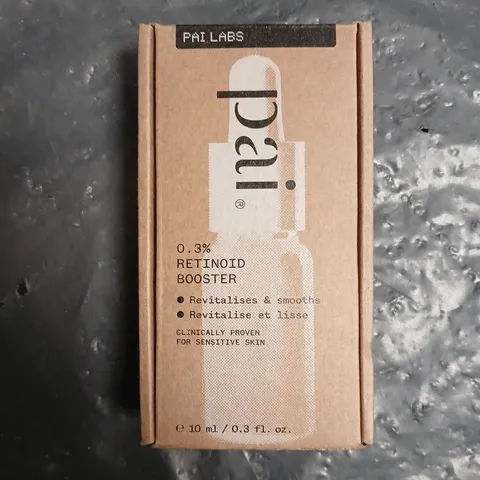 PAI LABS
pai®
0.3%
RETINOID
BOOSTER
● Revitalises & smooths
● Revitalise et lisse
CLINICALLY PROVEN
FOR SENSITIVE SKIN
℮ 10 ml / 0.3 fl. oz.